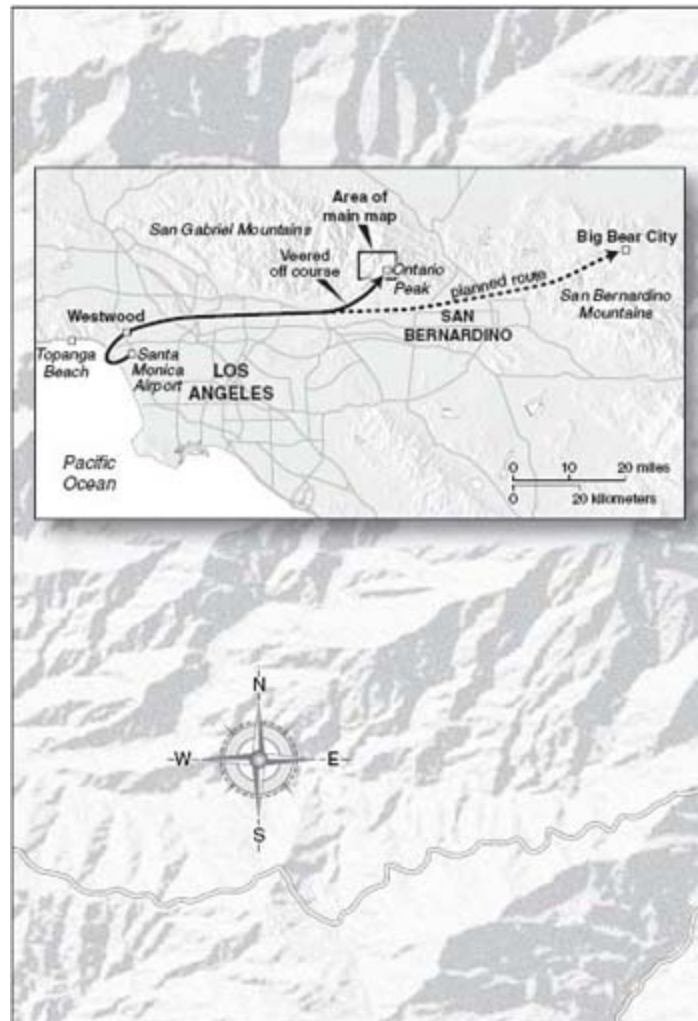 Area of
main map
San Gabriel Mountains
Veered
off course
Ontario
Peak
Big Bear City
planned route
San Bernardino
Mountains
SAN
BERNARDINO
Westwood
Topanga
Beach
Santa
Monica
Airport
LOS
ANGELES
Pacific
Ocean
0 10 20 miles
0 20 kilometers
N
W E
S